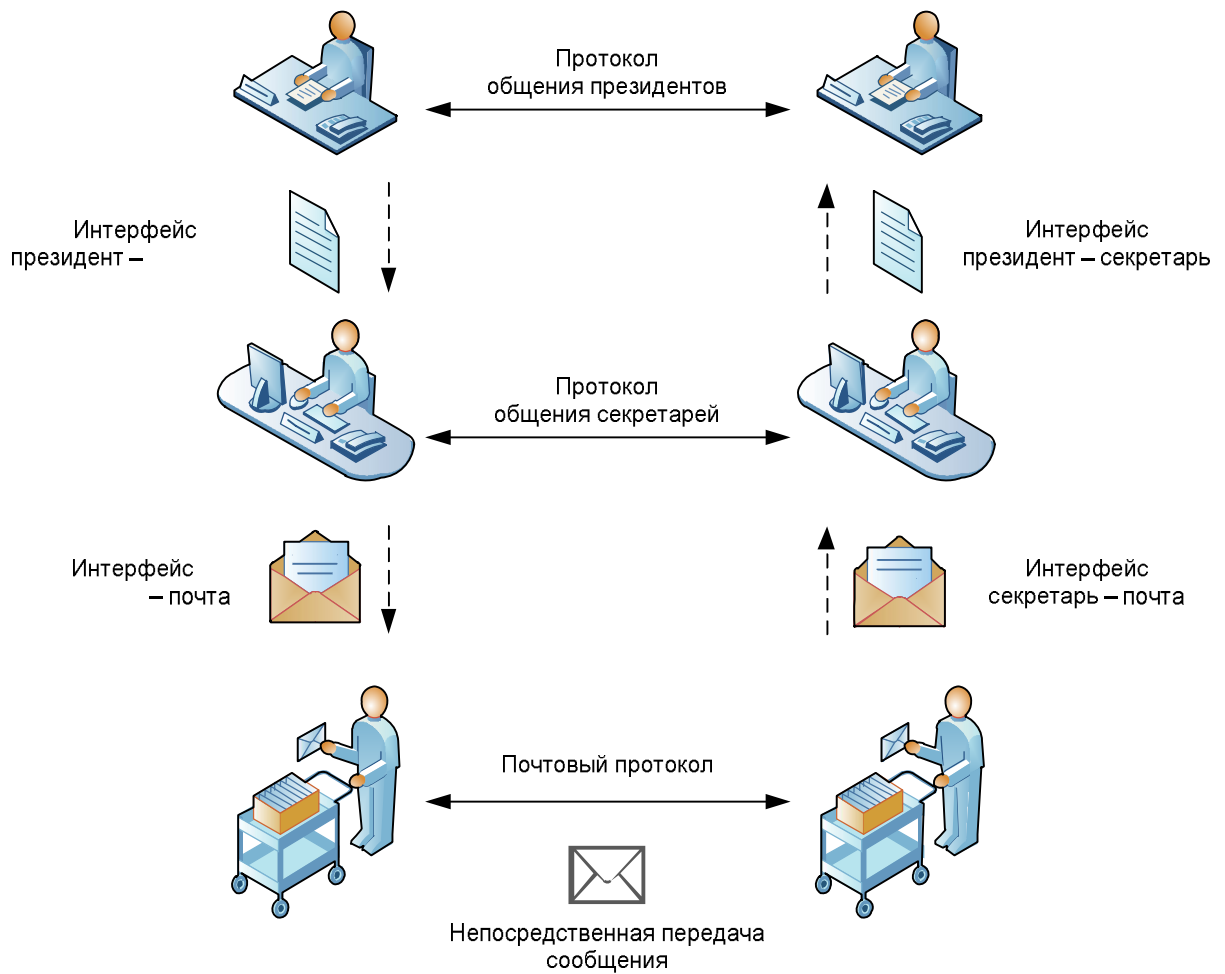 Протокол
общения президентов
Интерфейс
президент –
Интерфейс
президент – секретарь
Протокол
общения секретарей
Интерфейс
– почта
Интерфейс
секретарь – почта
Почтовый протокол
Непосредственная передача
сообщения